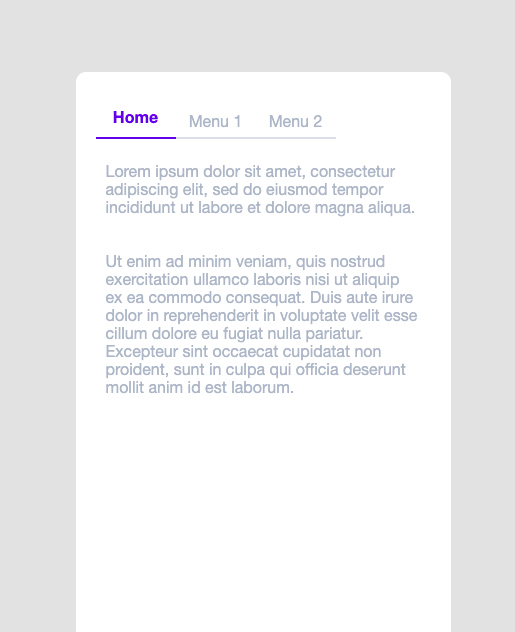 Home Menu 1 Menu 2
Lorem ipsum dolor sit amet, consectetur
adipiscing elit, sed do eiusmod tempor
incididunt ut labore et dolore magna aliqua.
Ut enim ad minim veniam, quis nostrud
exercitation ullamco laboris nisi ut aliquip
ex ea commodo consequat. Duis aute irure
dolor in reprehenderit in voluptate velit esse
cillum dolore eu fugiat nulla pariatur.
Excepteur sint occaecat cupidatat non
proident, sunt in culpa qui officia deserunt
mollit anim id est laborum.